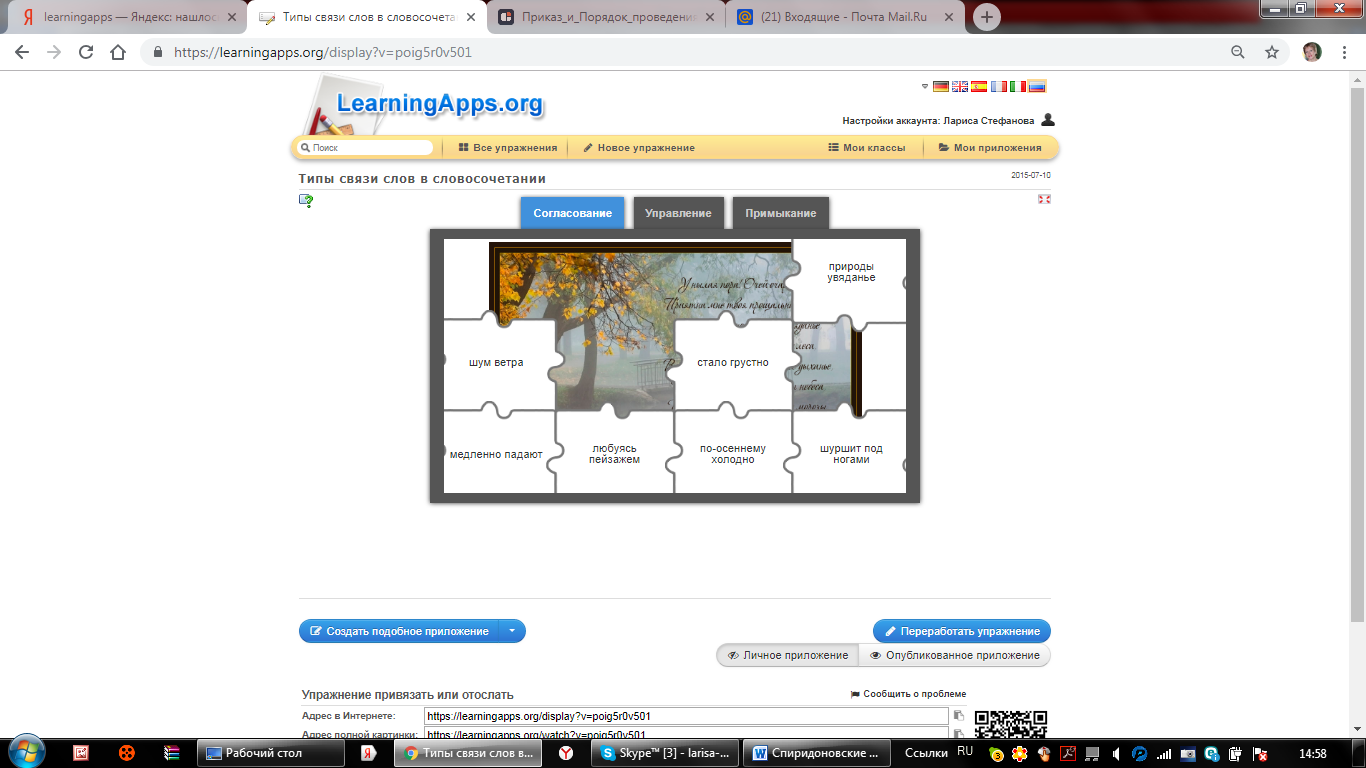 learningapps — Яндекс: нашлос
Типы связи слов в словосочета
Приказ_и_Порядок_проведения
(21) Входящие - Почта Mail.Ru
https://learningapps.org/display?v=poig5r0v501
LearningApps.org
Настройки аккаунта: Лариса Стефанова
Поиск
Все упражнения
Новое упражнение
Мои классы
Мои приложения
Типы связи слов в словосочетании
2015-07-10
Согласование
Управление
Примыкание
природы
увяданье
Унылая пора!
Приятна мне твоя
шум ветра
стало грустно
медленно падают
любуясь
пейзажем
по-осеннему
холодно
шуршит под
ногами
Создать подобное приложение
Переработать упражнение
Личное приложение
Опубликованное приложение
Упражнение привязать или отослать
Сообщить о проблеме
Адрес в Интернете:
https://learningapps.org/display?v=poig5r0v501
Адрес полной картинки:
https://learningapps.org/watch?v=poig5r0v501
Рабочий стол
Типы связи слов в...
Skype™ [3] - larisa-...
Спиридоновские ...
Ссылки
RU
14:58